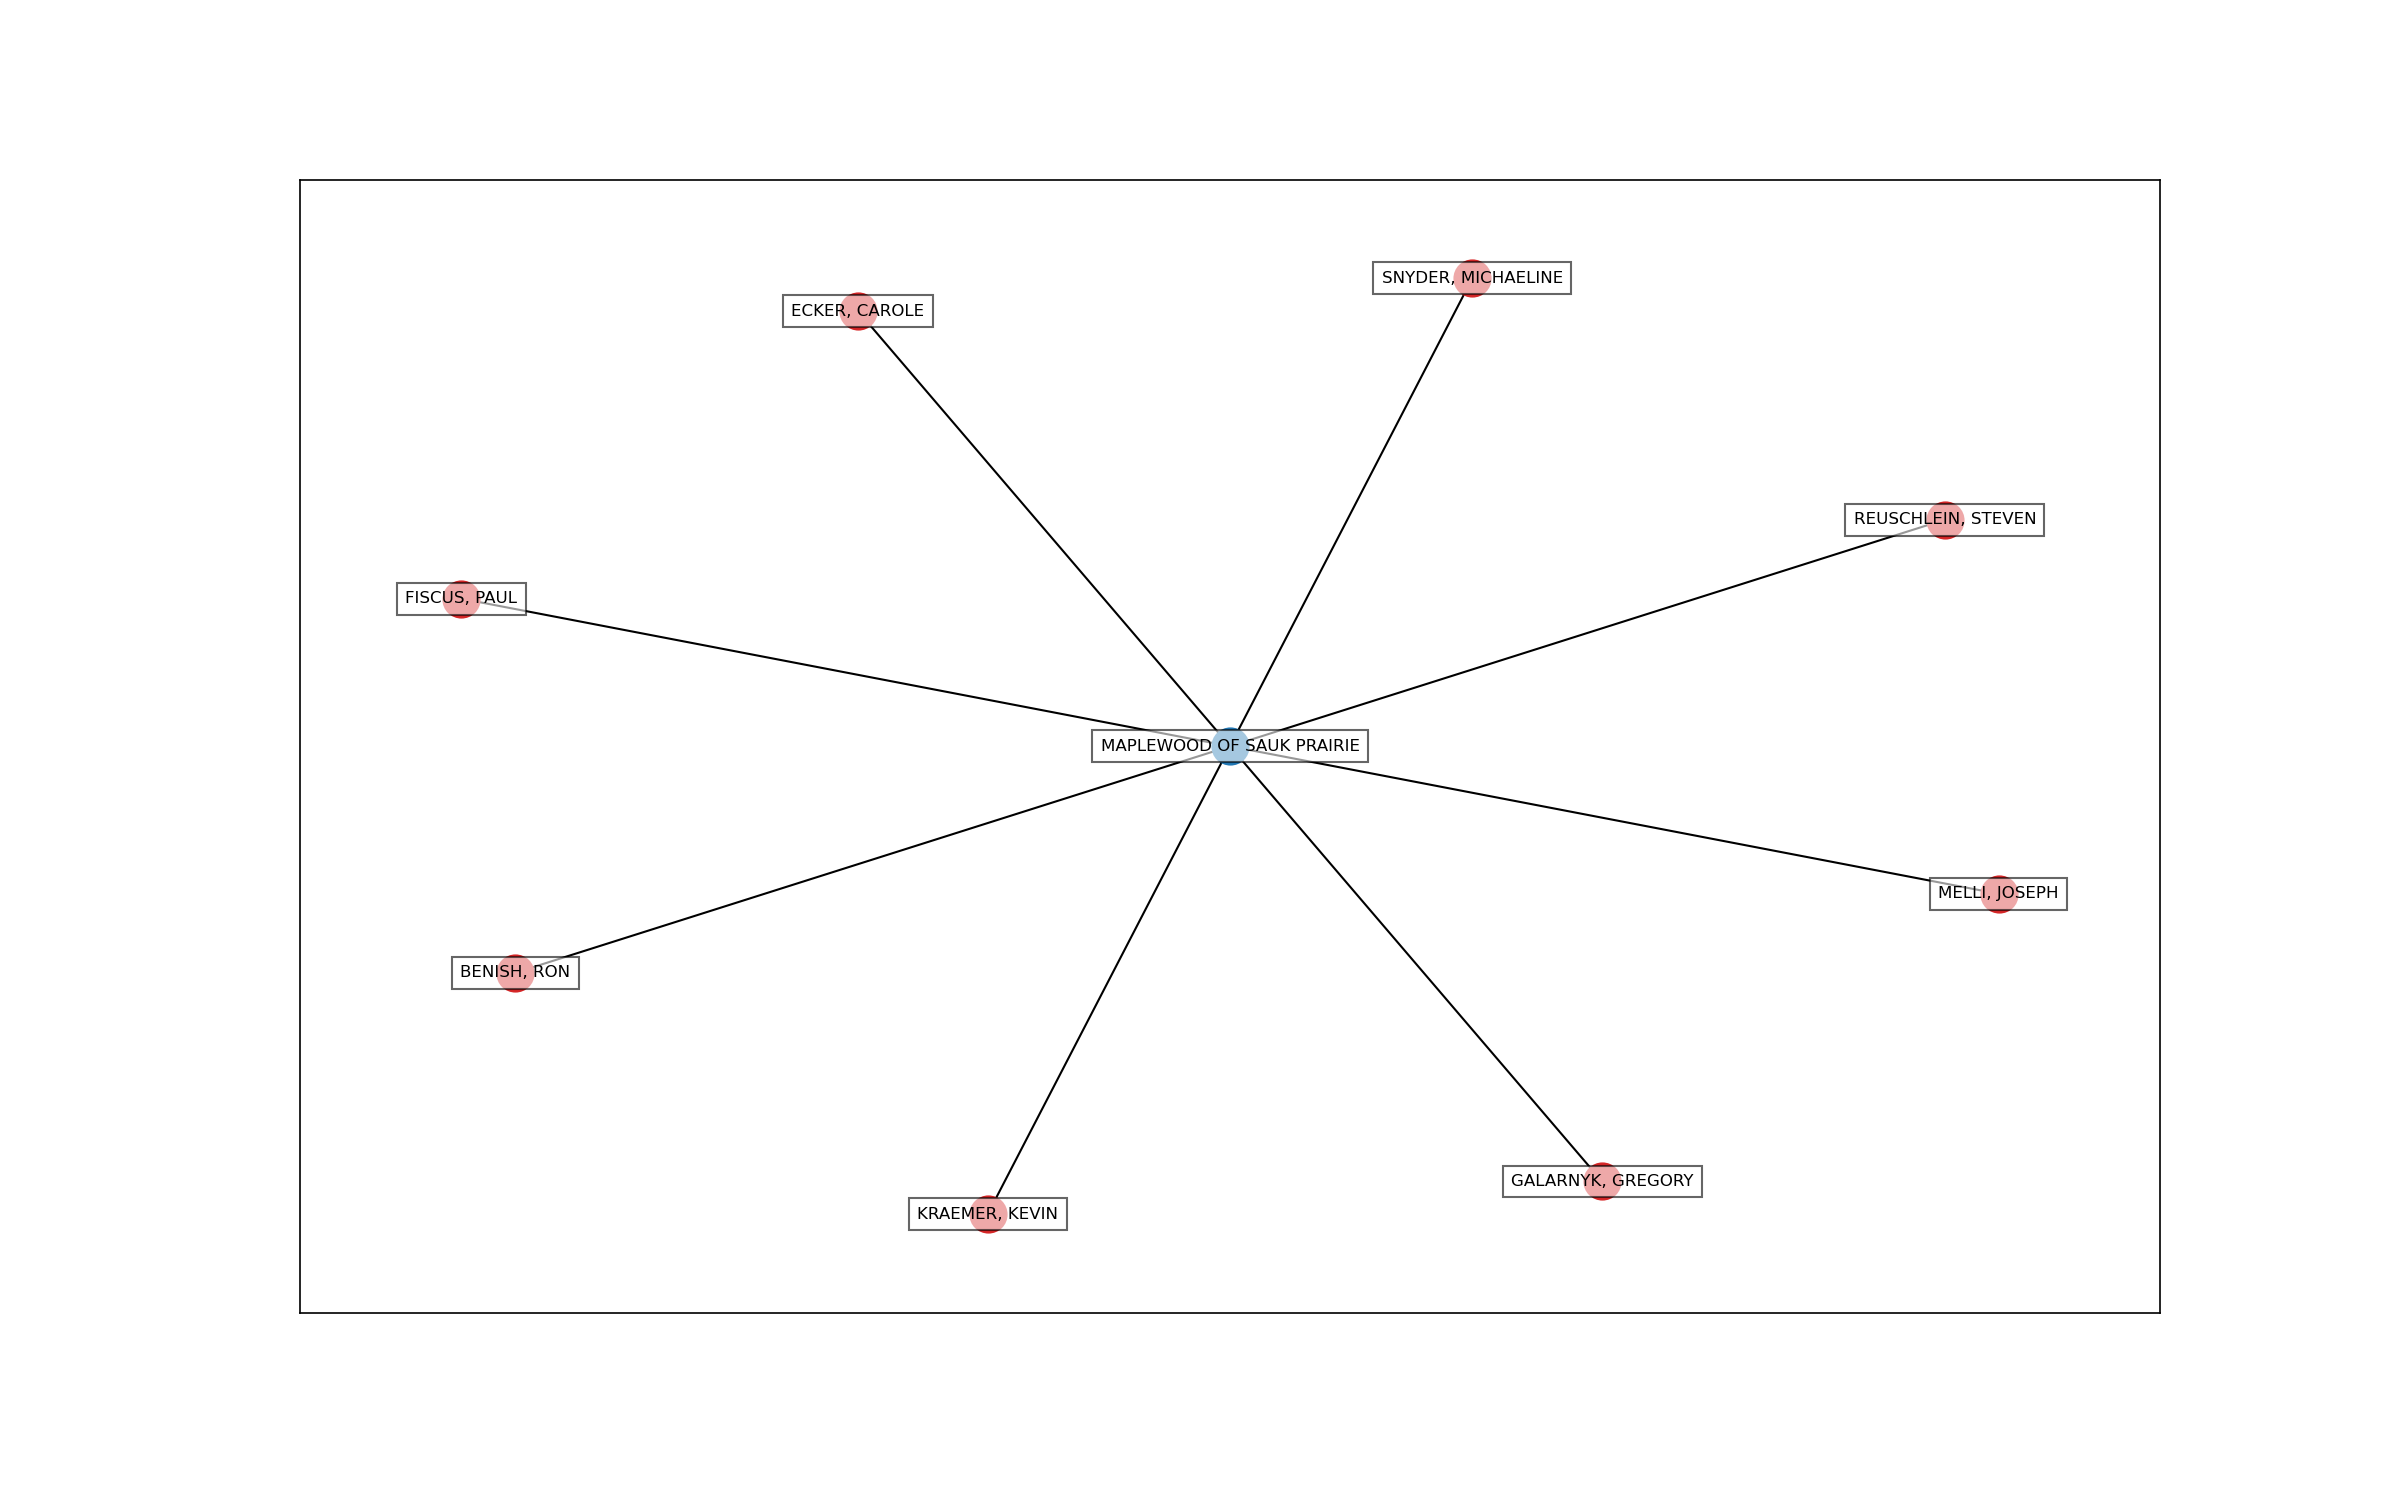 SNYDER, MICHAELINE
ECKER, CAROLE
REUSCHLEIN, STEVEN
FISCUS, PAUL
MAPLEWOOD OF SAUK PRAIRIE
MELLI, JOSEPH
BENISH, RON
GALARNYK, GREGORY
KRAEMER, KEVIN